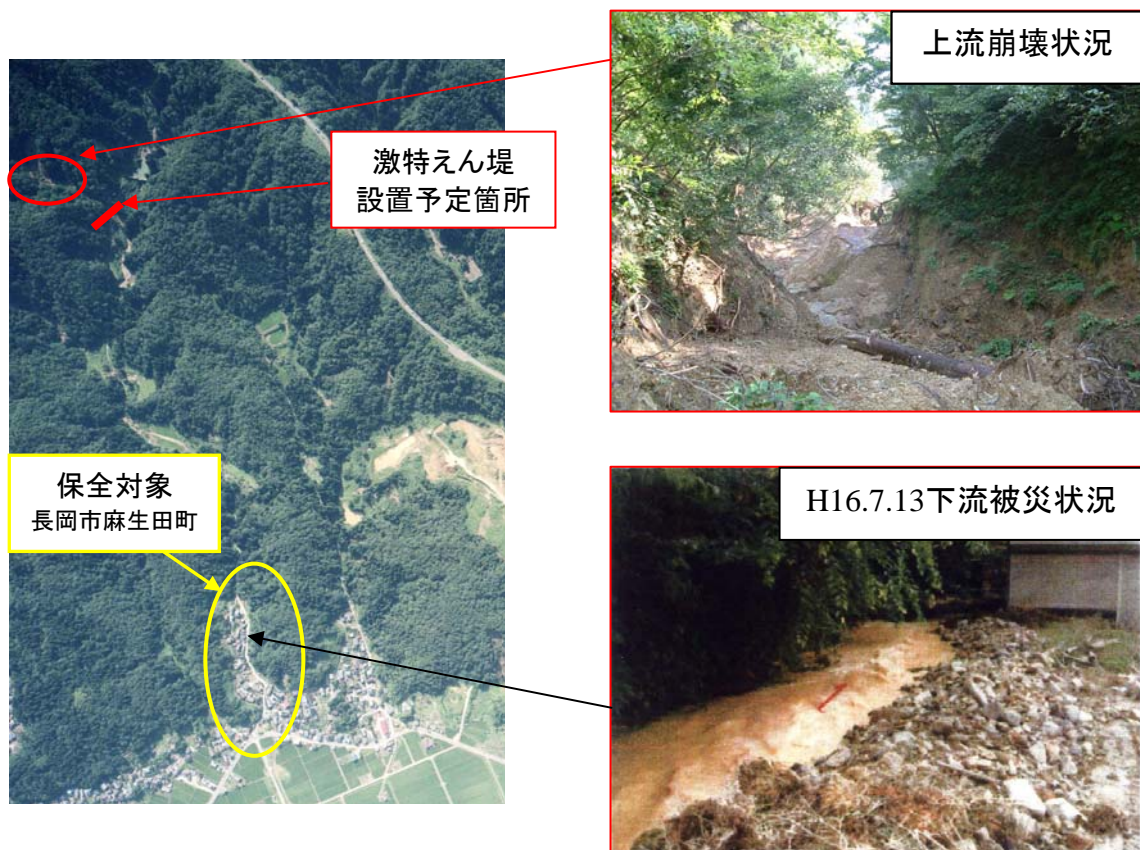 上流崩壊状況
激特えん堤
設置予定箇所
保全対象
長岡市麻生田町
H16.7.13下流被災状況